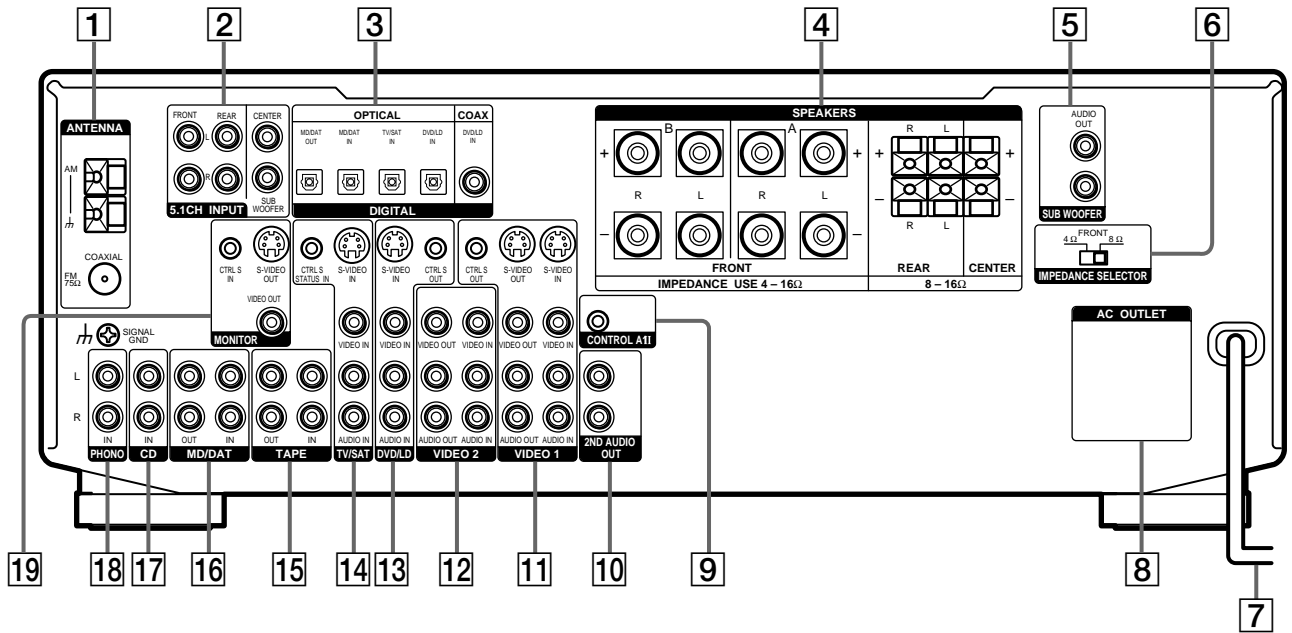 1
2
3
4
5
6
ANTENNA
AM
COAXIAL
FM
75Ω
FRONT
REAR
CENTER
L
R
SUB
WOOFER
5.1CH INPUT
OPTICAL
COAX
MD/DAT
OUT
MD/DAT
IN
TV/SAT
IN
DVD/LD
IN
DVD/LD
IN
DIGITAL
SPEAKERS
B
A
R
L
+
+
+
+
R
L
R
L
–
–
–
–
R
L
FRONT
REAR
CENTER
IMPEDANCE USE 4 – 16Ω
8 – 16Ω
AUDIO
OUT
SUB WOOFER
FRONT
4 Ω
8 Ω
IMPEDANCE SELECTOR
AC OUTLET
CTRL S
IN
S-VIDEO
OUT
VIDEO OUT
MONITOR
CTRL S
STATUS IN
S-VIDEO
IN
S-VIDEO
IN
CTRL S
OUT
CTRL S
OUT
S-VIDEO
OUT
S-VIDEO
IN
VIDEO IN
VIDEO IN
VIDEO OUT
VIDEO IN
VIDEO OUT
VIDEO IN
CONTROL A1II
SIGNAL
GND
L
R
IN
IN
OUT
IN
OUT
IN
AUDIO IN
AUDIO IN
AUDIO OUT
AUDIO IN
AUDIO OUT
AUDIO IN
PHONO
CD
MD/DAT
TAPE
TV/SAT
DVD/LD
VIDEO 2
VIDEO 1
2ND AUDIO
OUT
19
18
17
16
15
14
13
12
11
10
9
8
7